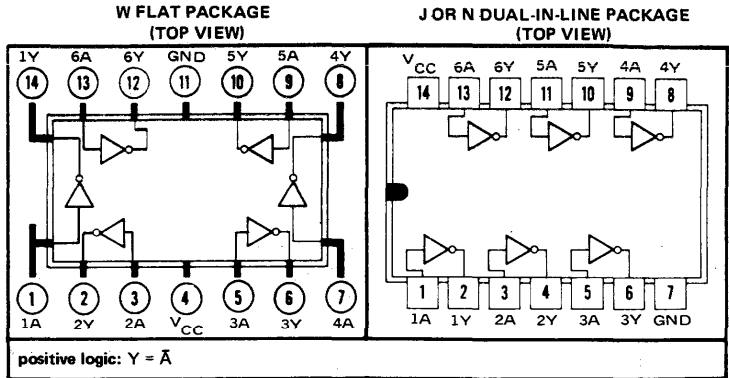 W FLAT PACKAGE
(TOP VIEW)
1Y 6A 6Y GND 5Y 5A 4Y
14 13 12 11 10 9 8
1 2 3 4 5 6 7
1A 2Y 2A VCC 3A 3Y 4A
J OR N DUAL-IN-LINE PACKAGE
(TOP VIEW)
VCC 6A 6Y 5A 5Y 4A 4Y
14 13 12 11 10 9 8
1 2 3 4 5 6 7
1A 1Y 2A 2Y 3A 3Y GND
positive logic: Y = Ā